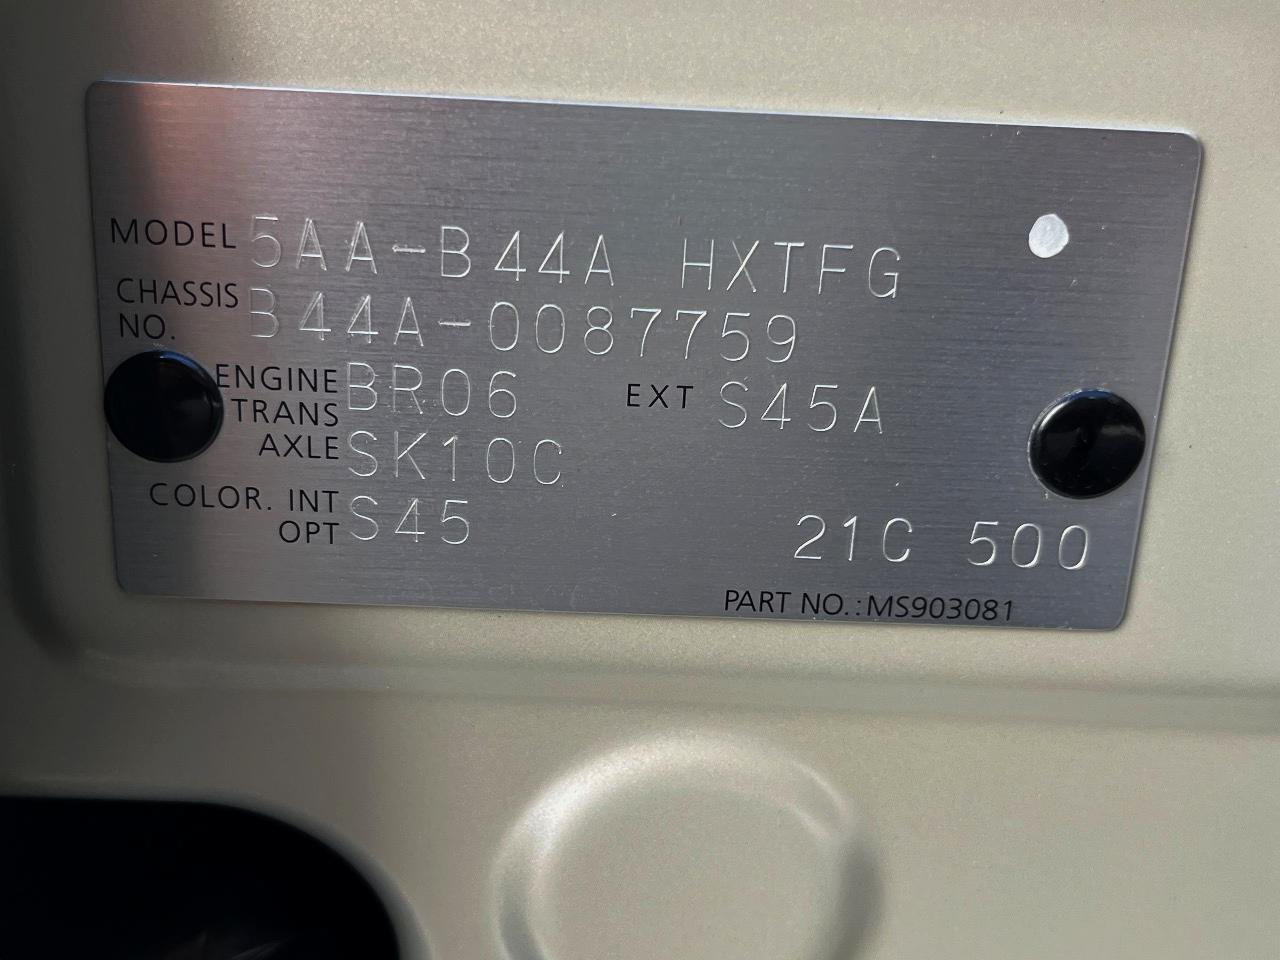 MODEL 5AA-B44A HXTFG
CHASSIS NO. B44A-0087759
ENGINE BR06 EXT S45A
TRANS AXLE SK10C
COLOR. INT OPT S45 21C 500
PART NO.:MS903081